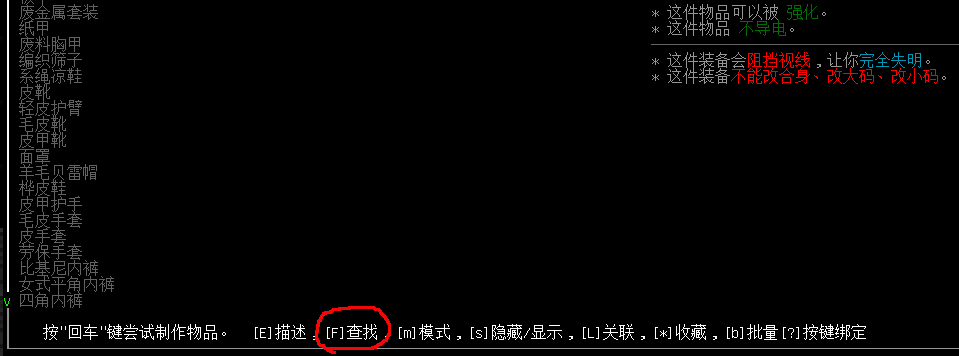 废金属套装
纸甲
废料胸甲
编织筛子
系绳凉鞋
皮靴
轻皮护臂
毛皮靴
皮甲靴
面罩
羊毛贝雷帽
桦皮鞋
皮甲护手
毛皮手套
皮手套
劳保手套
比基尼内裤
女式平角内裤
v 四角内裤
* 这件物品可以被 强化。
* 这件物品 不导电。
* 这件装备会阻挡视线，让你完全失明。
* 这件装备不能改合身、改大码、改小码。
按"回车"键尝试制作物品。 [E]描述，[F]查找 [m]模式，[s]隐藏/显示，[L]关联，[*]收藏，[b]批量[?]按键绑定